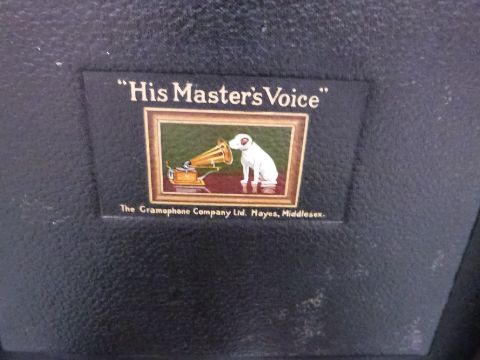 "His Master's Voice"
The Gramophone Company Ltd. Hayes, Middlesex.